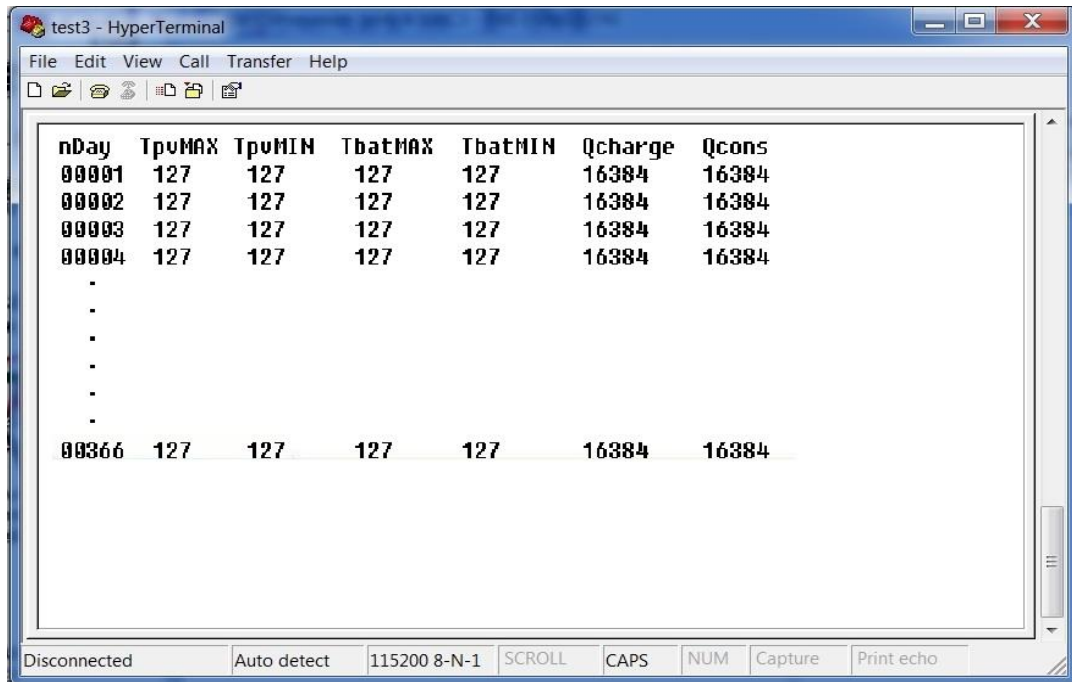 test3 - HyperTerminal
File Edit View Call Transfer Help
nDay TpvMAX TpvMIN TbatMAX TbatMIN Qcharge Qcons
00001 127 127 127 127 16384 16384
00002 127 127 127 127 16384 16384
00003 127 127 127 127 16384 16384
00004 127 127 127 127 16384 16384
.
.
.
.
.
.
00366 127 127 127 127 16384 16384
Disconnected Auto detect 115200 8-N-1 SCROLL CAPS NUM Capture Print echo